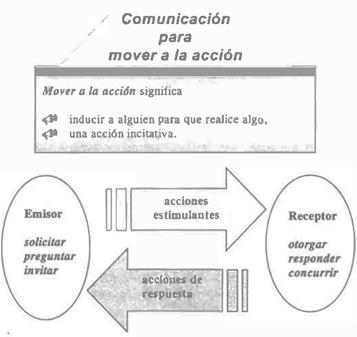 Comunicación
para
mover a la acción
Mover a la acción significa
inducir a alguien para que realice algo,
una acción incitativa.
acciones
estimulantes
Emisor
solicitar
preguntar
invitar
Receptor
otorgar
responder
concurrir
acciones de
respuesta